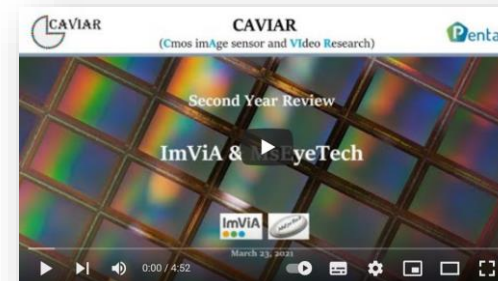 CAVIAR
CAVIAR
(Cmos imAge sensor and VIdeo Research)
Penta
Second Year Review
ImViA & MsEyeTech
ImViA
March 23, 2021
0:00 / 4:52